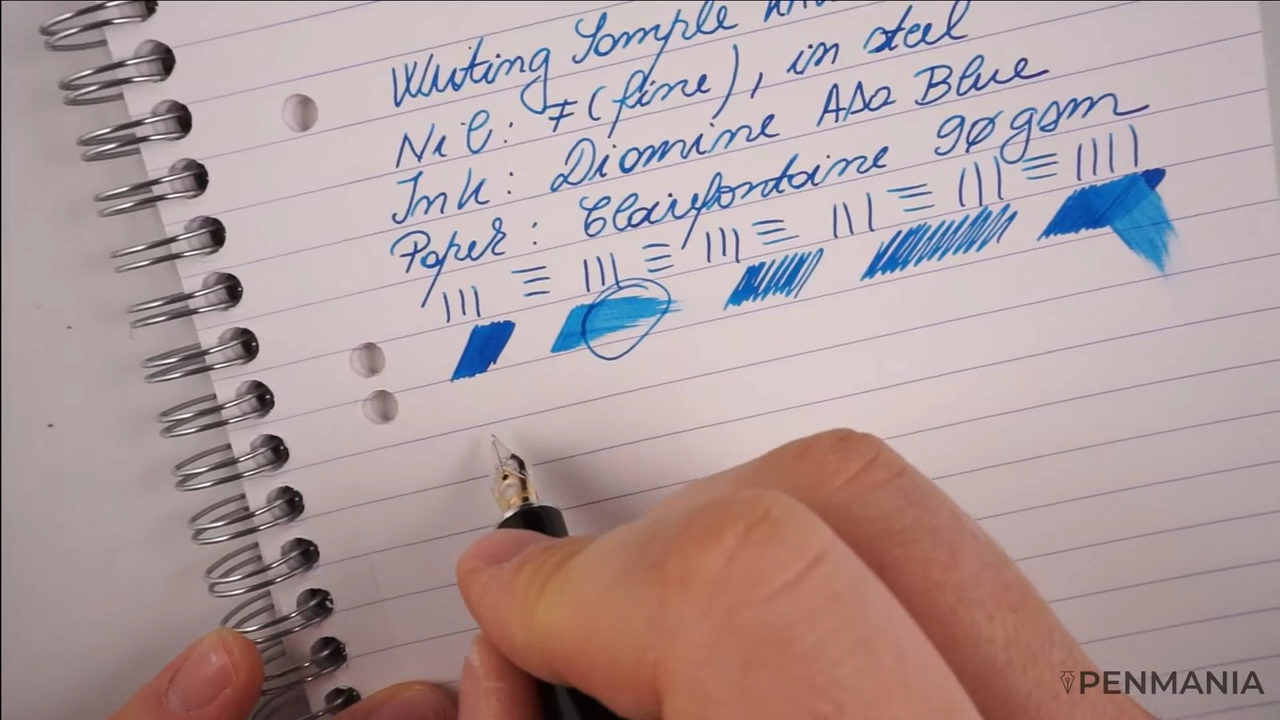 Writing Sample
Nib: F (fine), in steel
Ink: Diamine ASA Blue
Paper: Clairefontaine 90 gsm
PENMANIA